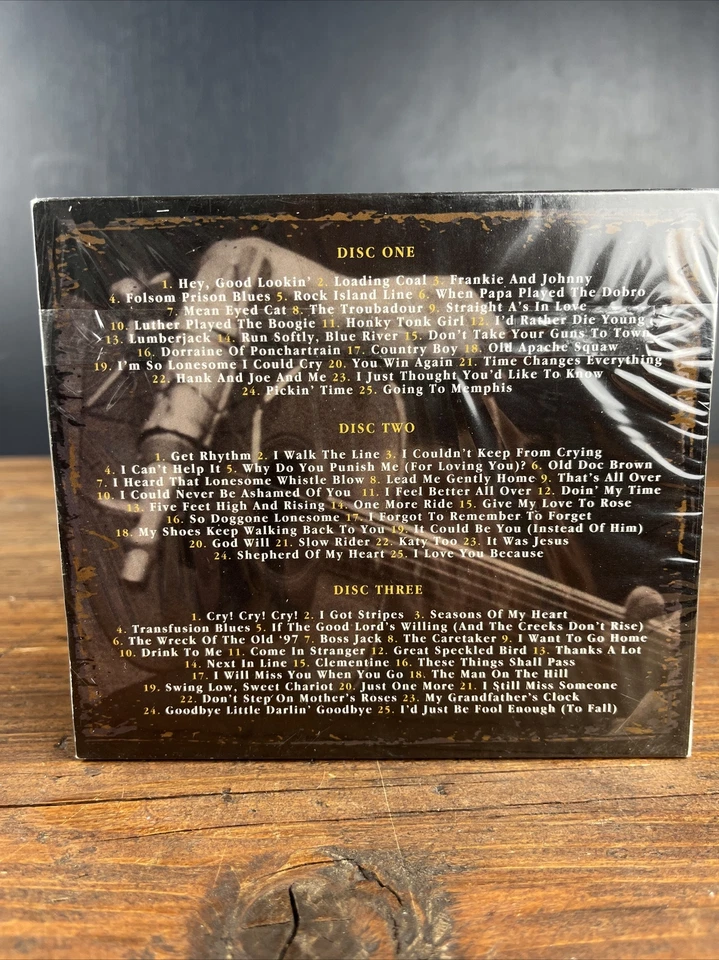 DISC ONE
1. Hey, Good Lookin' 2. Loading Coal 3. Frankie And Johnny
4. Folsom Prison Blues 5. Rock Island Line 6. When Papa Played The Dobro
7. Mean Eyed Cat 8. The Troubadour 9. Straight A's In Love
10. Luther Played The Boogie 11. Honky Tonk Girl 12. I'd Rather Die Young
13. Lumberjack 14. Run Softly, Blue River 15. Don't Take Your Guns To Town
16. Dorraine Of Ponchartrain 17. Country Boy 18. Old Apache Squaw
19. I'm So Lonesome I Could Cry 20. You Win Again 21. Time Changes Everything
22. Hank And Joe And Me 23. I Just Thought You'd Like To Know
24. Pickin' Time 25. Going To Memphis
DISC TWO
1. Get Rhythm 2. I Walk The Line 3. I Couldn't Keep From Crying
4. I Can't Help It 5. Why Do You Punish Me (For Loving You)? 6. Old Doc Brown
7. I Heard That Lonesome Whistle Blow 8. Lead Me Gently Home 9. That's All Over
10. I Could Never Be Ashamed Of You 11. I Feel Better All Over 12. Doin' My Time
13. Five Feet High And Rising 14. One More Ride 15. Give My Love To Rose
16. So Doggone Lonesome 17. I Forgot To Remember To Forget
18. My Shoes Keep Walking Back To You 19. It Could Be You (Instead Of Him)
20. God Will 21. Slow Rider 22. Katy Too 23. It Was Jesus
24. Shepherd Of My Heart 25. I Love You Because
DISC THREE
1. Cry! Cry! Cry! 2. I Got Stripes 3. Seasons Of My Heart
4. Transfusion Blues 5. If The Good Lord's Willing (And The Creeks Don't Rise)
6. The Wreck Of The Old '97 7. Boss Jack 8. The Caretaker 9. I Want To Go Home
10. Drink To Me 11. Come In Stranger 12. Great Speckled Bird 13. Thanks A Lot
14. Next In Line 15. Clementine 16. These Things Shall Pass
17. I Will Miss You When You Go 18. The Man On The Hill
19. Swing Low, Sweet Chariot 20. Just One More 21. I Still Miss Someone
22. Don't Step On Mother's Roses 23. My Grandfather's Clock
24. Goodbye Little Darlin' Goodbye 25. I'd Just Be Fool Enough (To Fall)